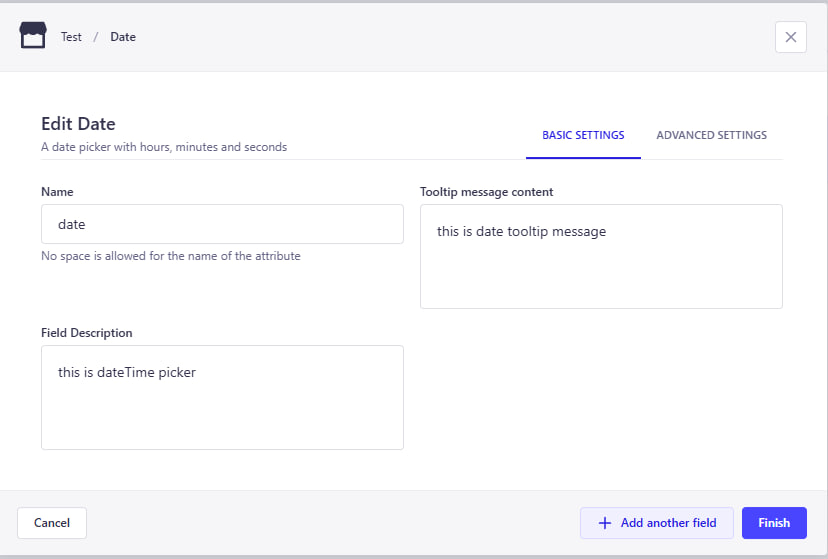 Test / Date
Edit Date
A date picker with hours, minutes and seconds
BASIC SETTINGS
ADVANCED SETTINGS
Name
date
No space is allowed for the name of the attribute
Tooltip message content
this is date tooltip message
Field Description
this is dateTime picker
Cancel
Add another field
Finish